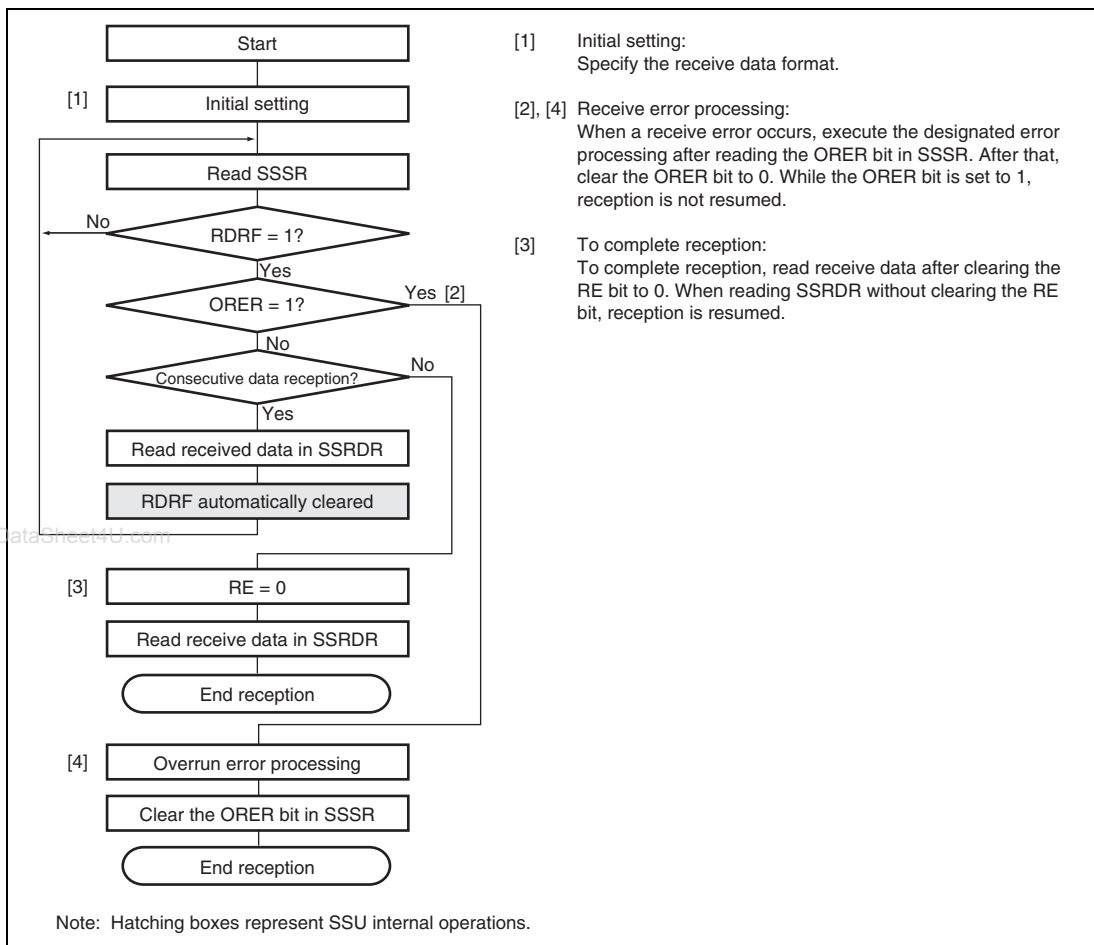 Start
[1] Initial setting
Read SSSR
No
RDRF = 1?
Yes
ORER = 1?
Yes [2]
No
No
Consecutive data reception?
Yes
Read received data in SSRDR
RDRF automatically cleared
[3] RE = 0
Read receive data in SSRDR
End reception
[4] Overrun error processing
Clear the ORER bit in SSSR
End reception
[1] Initial setting:
Specify the receive data format.
[2], [4] Receive error processing:
When a receive error occurs, execute the designated error
processing after reading the ORER bit in SSSR. After that,
clear the ORER bit to 0. While the ORER bit is set to 1,
reception is not resumed.
[3] To complete reception:
To complete reception, read receive data after clearing the
RE bit to 0. When reading SSRDR without clearing the RE
bit, reception is resumed.
DataSheet4U.com
Note: Hatching boxes represent SSU internal operations.